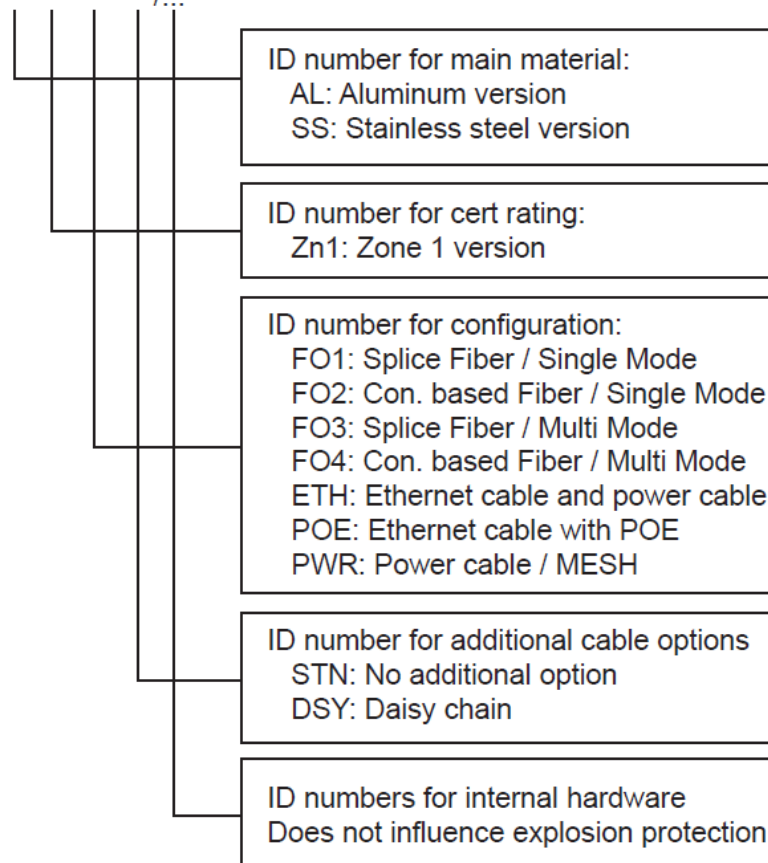 /...
ID number for main material:
AL: Aluminum version
SS: Stainless steel version
ID number for cert rating:
Zn1: Zone 1 version
ID number for configuration:
FO1: Splice Fiber / Single Mode
FO2: Con. based Fiber / Single Mode
FO3: Splice Fiber / Multi Mode
FO4: Con. based Fiber / Multi Mode
ETH: Ethernet cable and power cable
POE: Ethernet cable with POE
PWR: Power cable / MESH
ID number for additional cable options
STN: No additional option
DSY: Daisy chain
ID numbers for internal hardware
Does not influence explosion protection